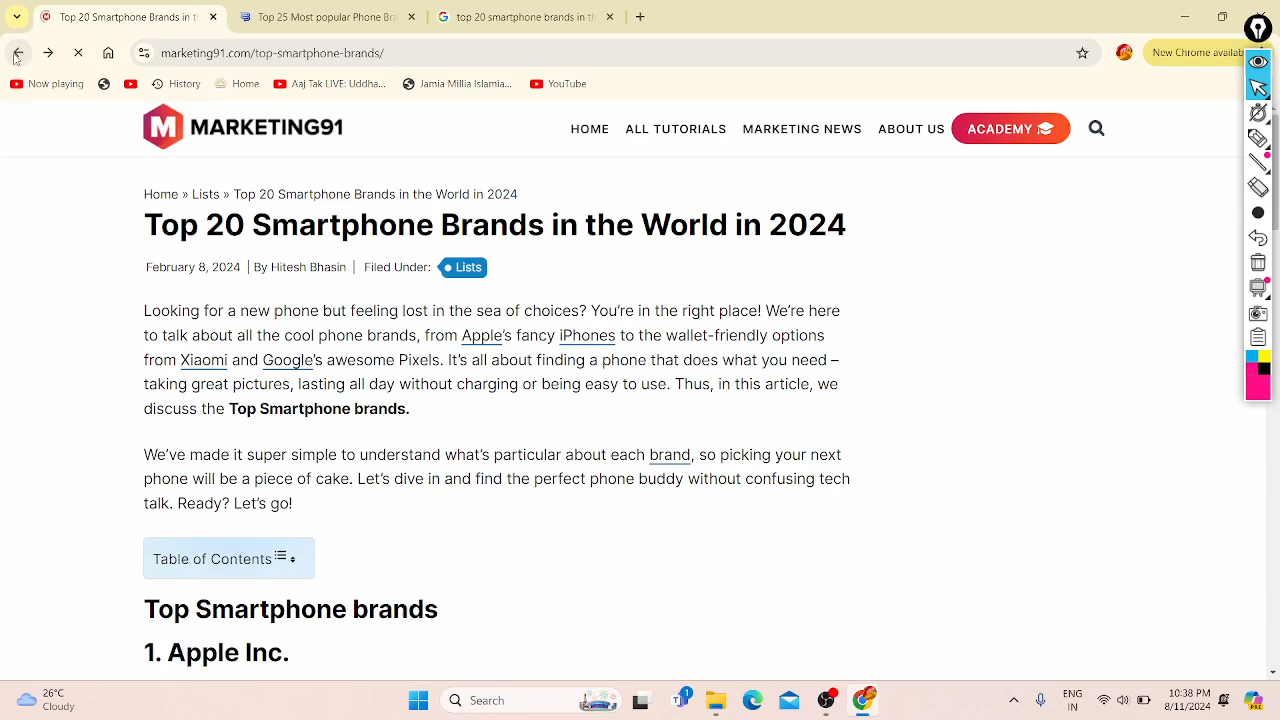 Top 20 Smartphone Brands in t
Top 25 Most popular Phone Bra
top 20 smartphone brands in th
marketing91.com/top-smartphone-brands/
New Chrome availab
Now playing
History
Home
Aaj Tak LIVE: Uddha...
Jamia Millia Islamia...
YouTube
M MARKETING91
HOME ALL TUTORIALS MARKETING NEWS ABOUT US ACADEMY
Home » Lists » Top 20 Smartphone Brands in the World in 2024
Top 20 Smartphone Brands in the World in 2024
February 8, 2024 | By Hitesh Bhasin | Filed Under: Lists
Looking for a new phone but feeling lost in the sea of choices? You're in the right place! We're here
to talk about all the cool phone brands, from Apple's fancy iPhones to the wallet-friendly options
from Xiaomi and Google's awesome Pixels. It's all about finding a phone that does what you need –
taking great pictures, lasting all day without charging or being easy to use. Thus, in this article, we
discuss the Top Smartphone brands.
We've made it super simple to understand what's particular about each brand, so picking your next
phone will be a piece of cake. Let's dive in and find the perfect phone buddy without confusing tech
talk. Ready? Let's go!
Table of Contents
Top Smartphone brands
1. Apple Inc.
26°C
Cloudy
Search
1
ENG
IN
10:38 PM
8/11/2024
PRE